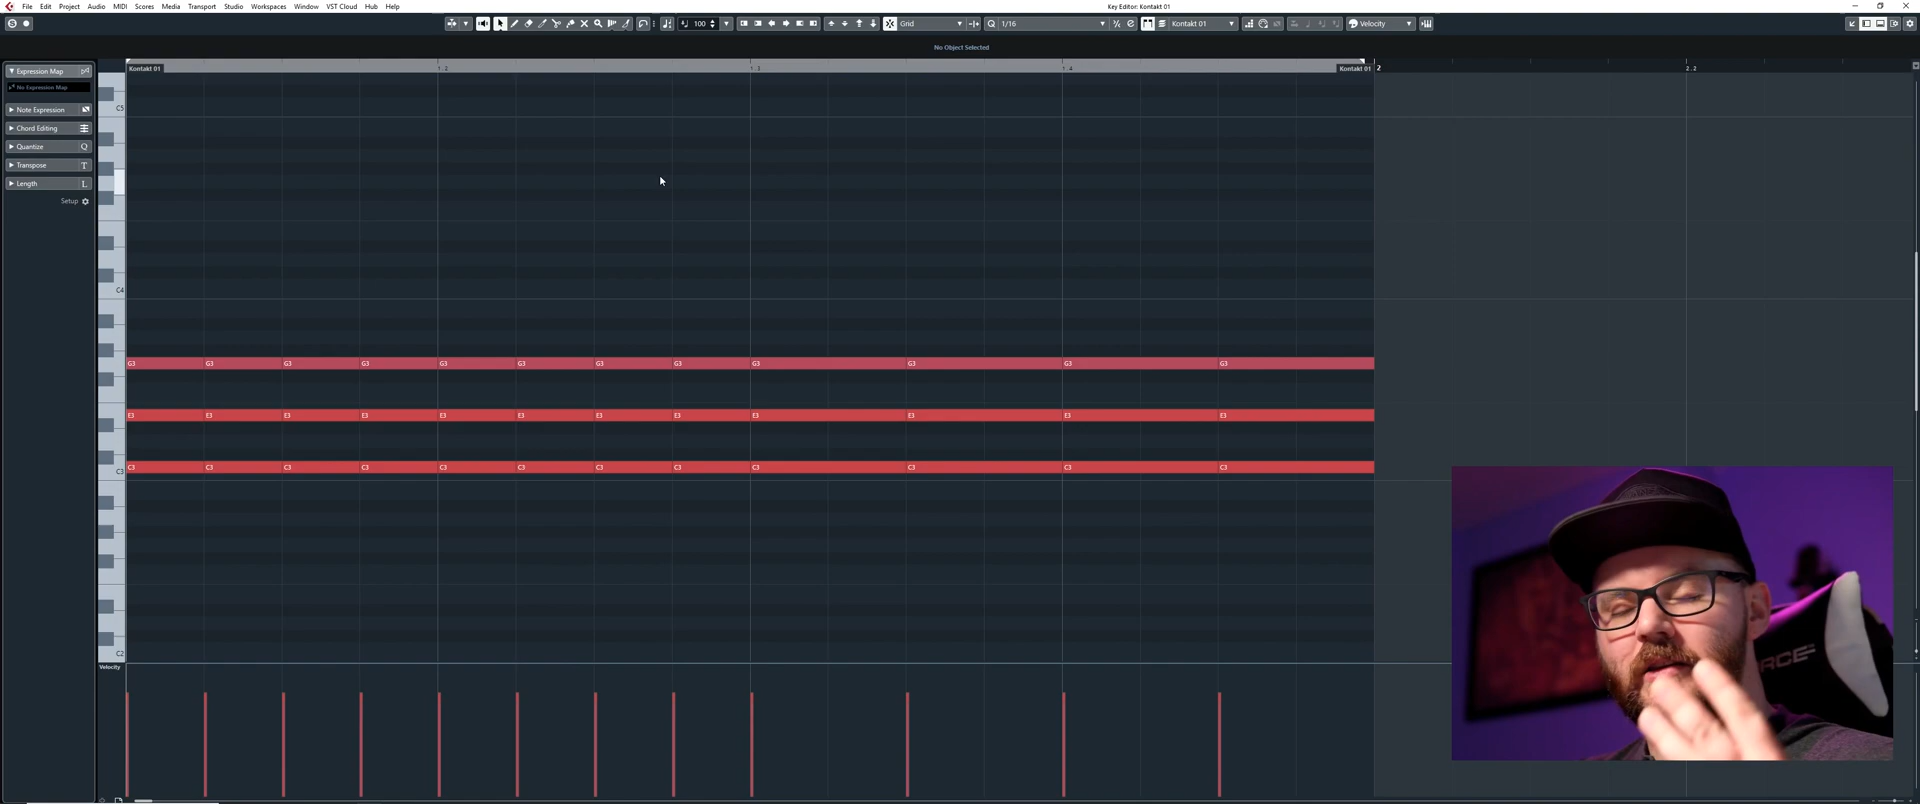 Key Editor: Kontakt 01
File Edit Project Audio MIDI Scores Media Transport Studio Workspaces Window VST Cloud Hub Help
100 Grid Q 1/16 Kontakt 01 Velocity
No Object Selected
Expression Map
No Expression Map
Note Expression
Chord Editing
Quantize Q
Transpose T
Length L
Setup
Kontakt 01 1.2 1.3 1.4 Kontakt 01 2 2.2
C5
C4
G3 G3 G3 G3 G3 G3 G3 G3 G3 G3 G3 G3
E3 E3 E3 E3 E3 E3 E3 E3 E3 E3 E3 E3
C3 C3 C3 C3 C3 C3 C3 C3 C3 C3 C3 C3 C3
C2
Velocity
RCE